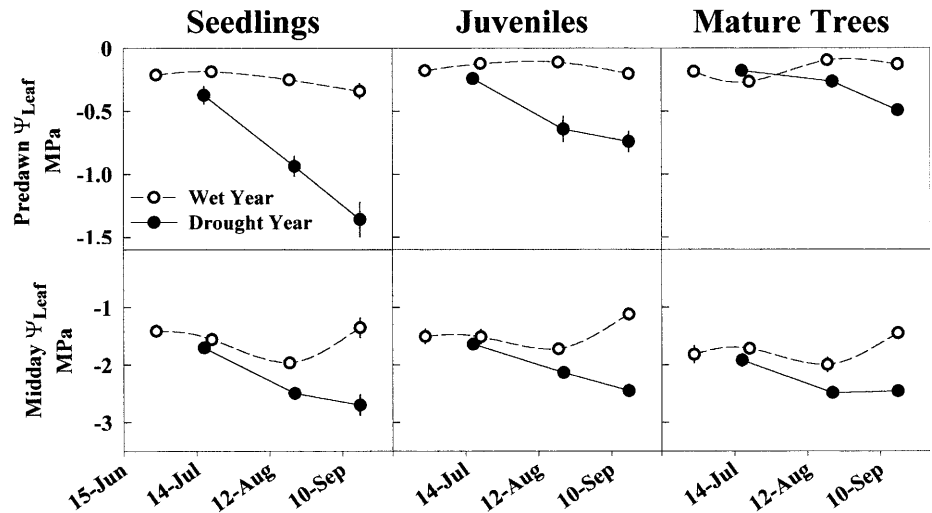 Seedlings
Juveniles
Mature Trees
Predawn Ψ Leaf
MPa
0
-0.5
-1.0
-1.5
Wet Year
Drought Year
Midday Ψ Leaf
MPa
-1
-2
-3
15-Jun
14-Jul
12-Aug
10-Sep
14-Jul
12-Aug
10-Sep
14-Jul
12-Aug
10-Sep